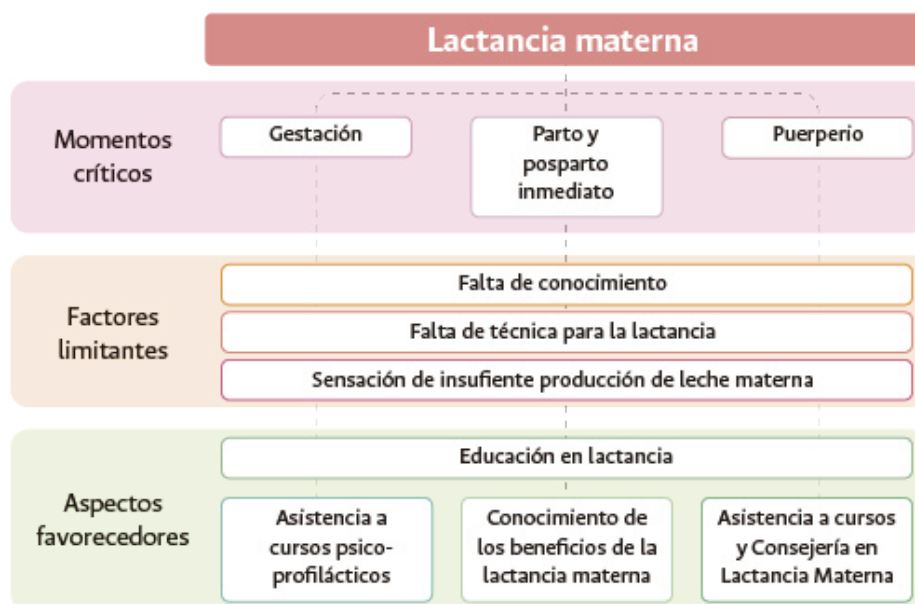 Lactancia materna
Momentos
críticos
Gestación
Parto y
posparto
inmediato
Puerperio
Factores
limitantes
Falta de conocimiento
Falta de técnica para la lactancia
Sensación de insufiente producción de leche materna
Aspectos
favorecedores
Educación en lactancia
Asistencia a
cursos psico-
profilácticos
Conocimiento de
los beneficios de la
lactancia materna
Asistencia a cursos
y Consejería en
Lactancia Materna